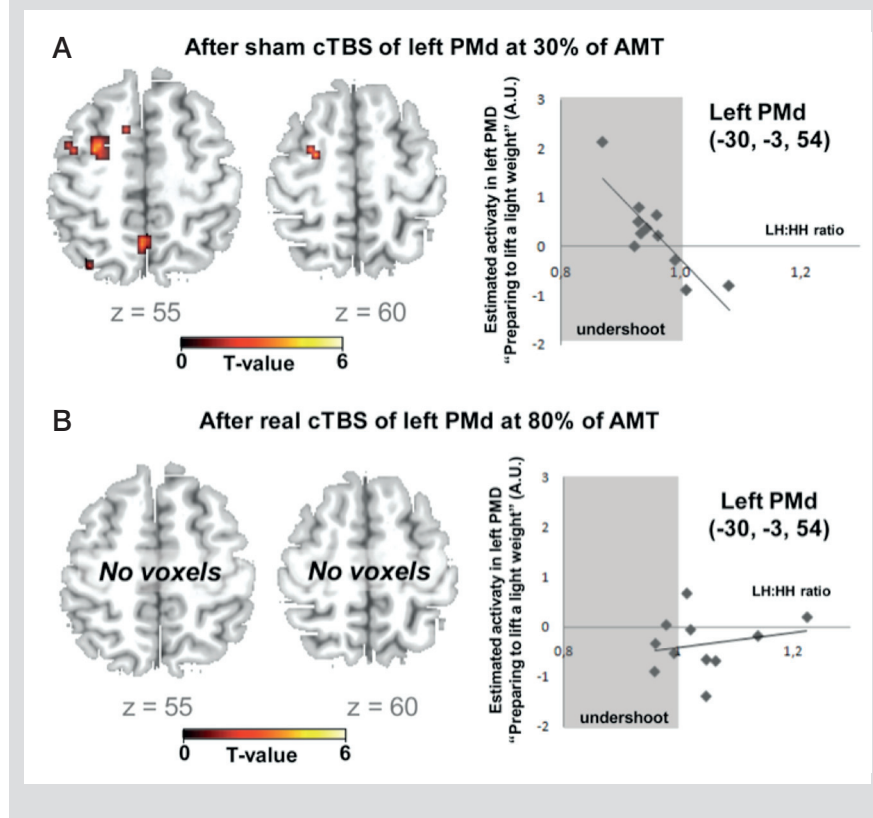 A
After sham cTBS of left PMd at 30% of AMT
z = 55
z = 60
0
6
T-value
Estimated activaty in left PMD
“Preparing to lift a light weight” (A.U.)
3
2
1
0
-1
-2
Left PMd
(-30, -3, 54)
LH:HH ratio
0,8
1,0
1,2
undershoot
B
After real cTBS of left PMd at 80% of AMT
No voxels
No voxels
z = 55
z = 60
0
6
T-value
Estimated activaty in left PMD
“Preparing to lift a light weight” (A.U.)
3
2
1
0
-1
-2
Left PMd
(-30, -3, 54)
LH:HH ratio
0,8
1
1,2
undershoot